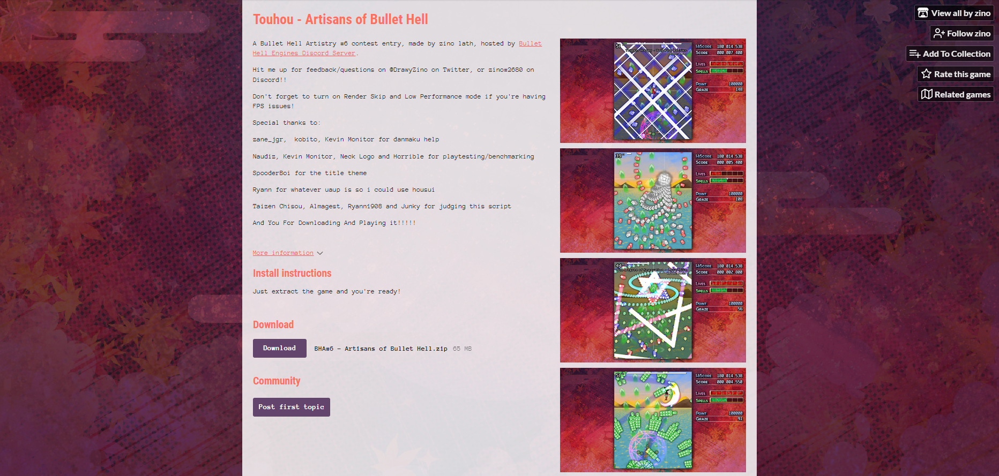 Touhou - Artisans of Bullet Hell
A Bullet Hell Artistry #6 contest entry, made by zino lath, hosted by Bullet
Hell Engines Discord Server.
Hit me up for feedback/questions on @DrawyZino on Twitter, or zino#2680 on
Discord!!
Don't forget to turn on Render Skip and Low Performance mode if you're having
FPS issues!
Special thanks to:
zane_jgr,  kobito, Kevin Monitor for danmaku help
Naudiz, Kevin Monitor, Neck Logo and Horrible for playtesting/benchmarking
SpooderBoi for the title theme
Ryann for whatever uaup is so i could use housui
Taizen Chisou, Almagest, Ryann1908 and Junky for judging this script
And You For Downloading And Playing it!!!!!
More information
Install instructions
Just extract the game and you're ready!
Download
Download BHA#6 - Artisans of Bullet Hell.zip 65 MB
Community
Post first topic
51
HiScore 180.014.538
Score 000.007.400
Lives
Spells
Point 100000
Graze 148
39
HiScore 180.014.538
Score 000.005.400
Lives
Spells
Point 100000
Graze 108
44
HiScore 180.014.538
Score 000.002.800
Lives
Spells
Point 100000
Graze 56
51
HiScore 180.014.538
Score 000.004.550
Lives
Spells
Point 100000
Graze 91
View all by zino
Follow zino
Add To Collection
Rate this game
Related games